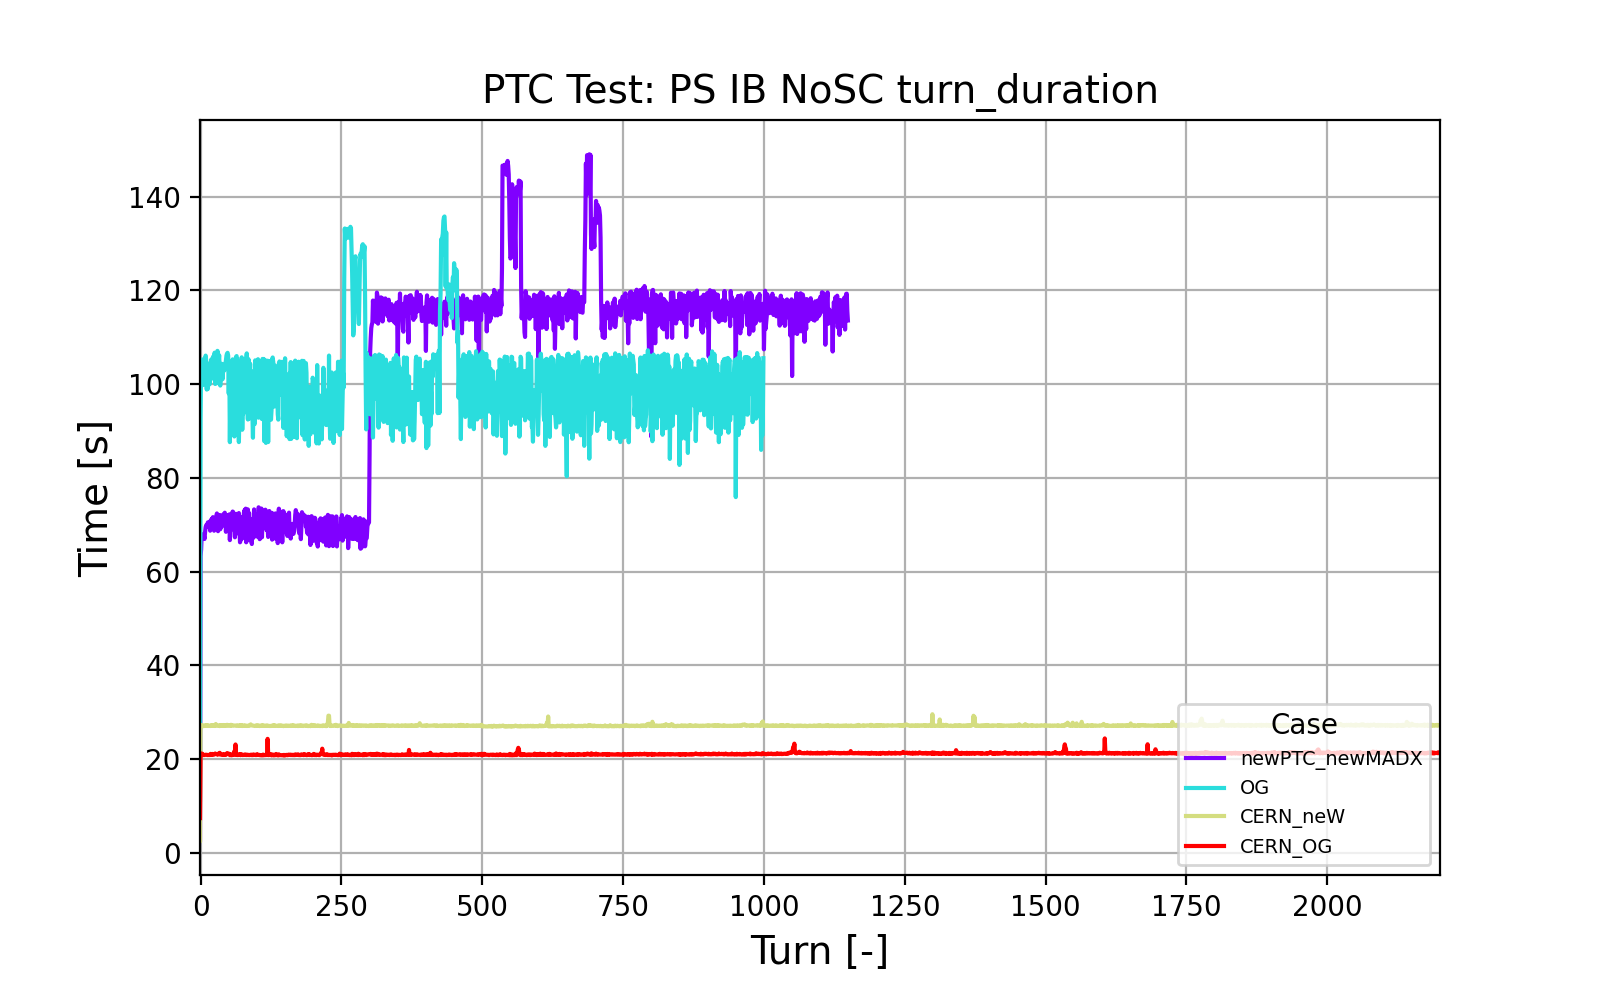 PTC Test: PS IB NoSC turn_duration
Time [s]
140
120
100
80
60
40
20
0
0 250 500 750 1000 1250 1500 1750 2000
Turn [-]
Case
newPTC_newMADX
OG
CERN_neW
CERN_OG